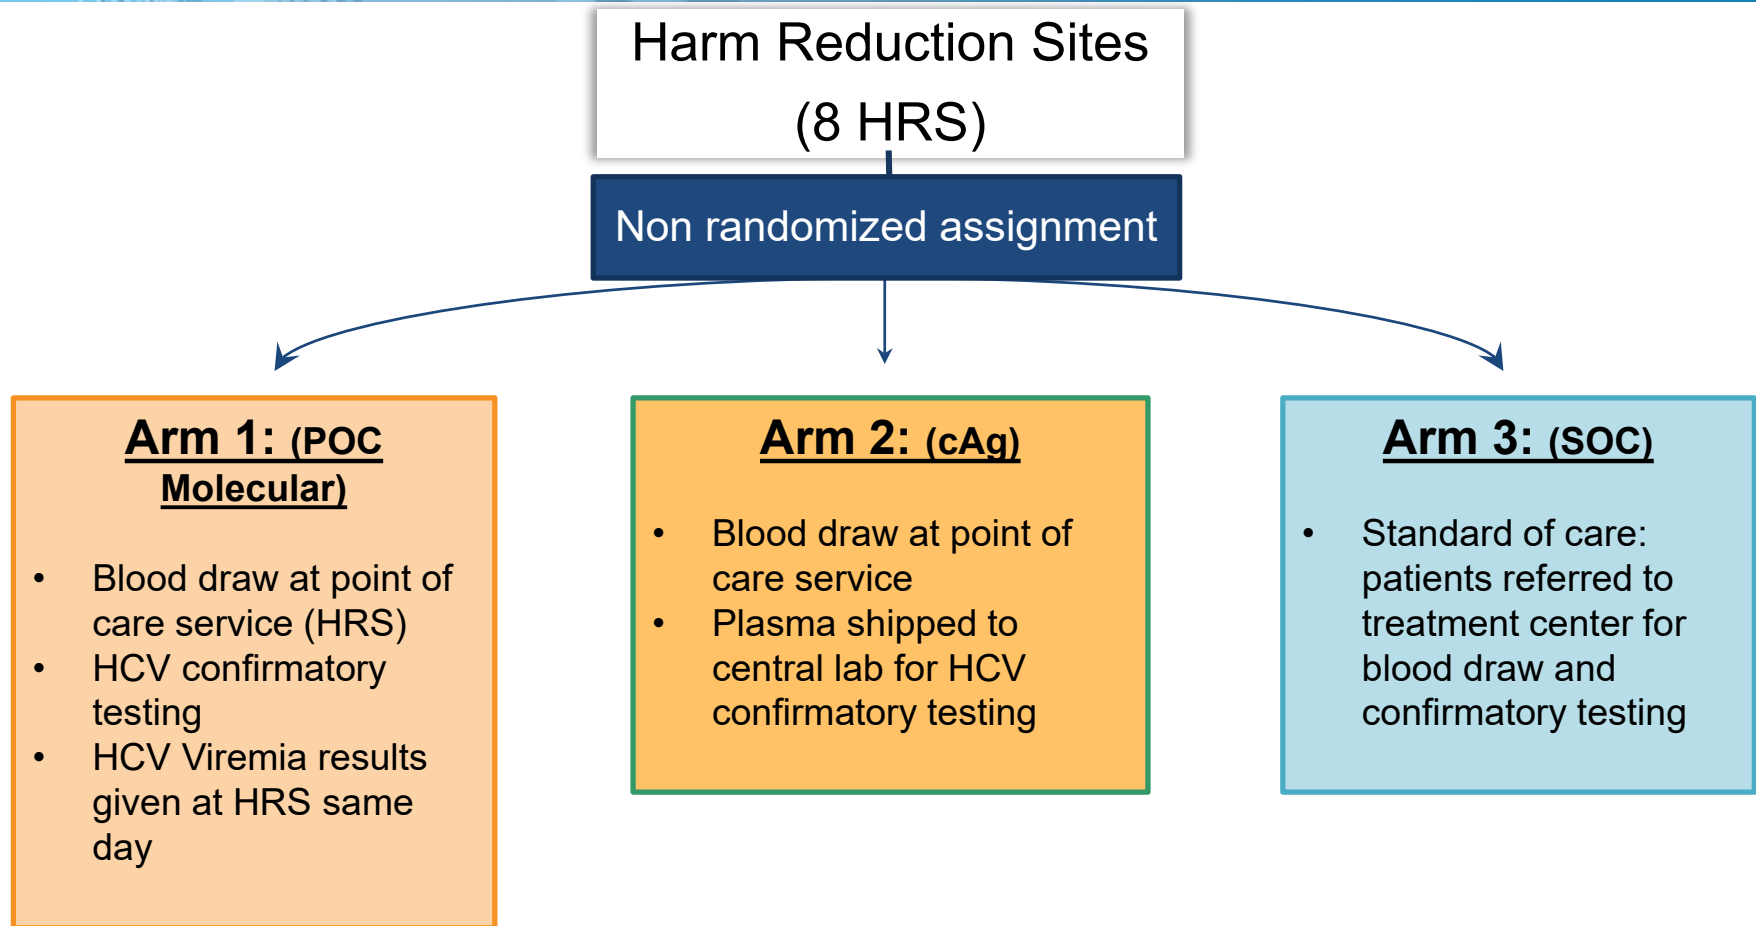 Harm Reduction Sites
(8 HRS)
Non randomized assignment
Arm 1: (POC
Molecular)
• Blood draw at point of
care service (HRS)
• HCV confirmatory
testing
• HCV Viremia results
given at HRS same
day
Arm 2: (cAg)
• Blood draw at point of
care service
• Plasma shipped to
central lab for HCV
confirmatory testing
Arm 3: (SOC)
• Standard of care:
patients referred to
treatment center for
blood draw and
confirmatory testing